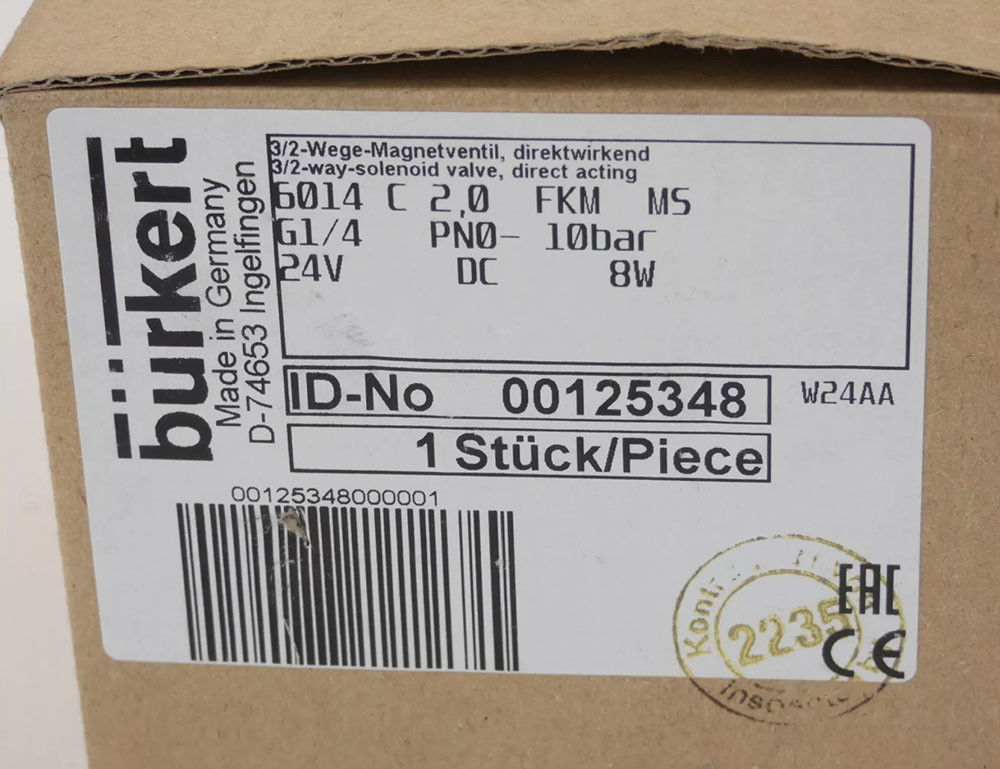 bürkert
Made in Germany
D-74653 Ingelfingen
3/2-Wege-Magnetventil, direktwirkend
3/2-way-solenoid valve, direct acting
6014 C 2,0 FKM MS
G1/4 PN0- 10bar
24V DC 8W
ID-No 00125348
W24AA
1 Stück/Piece
00125348000001
2235
EAC
CE